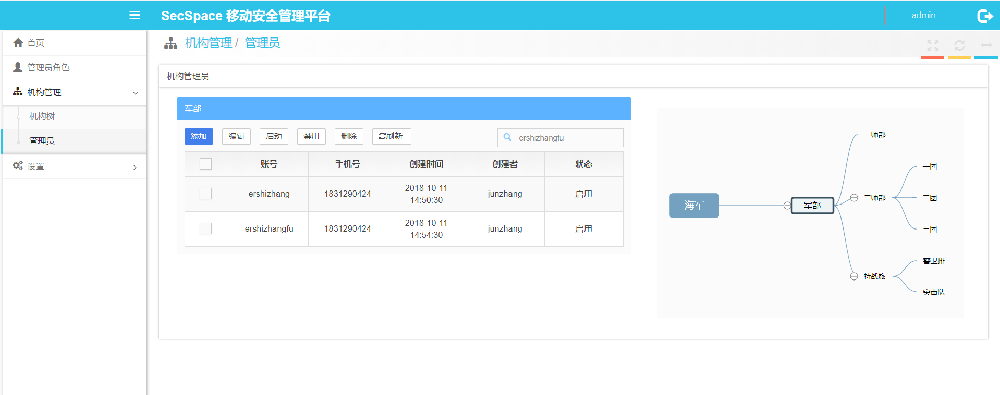 SecSpace 移动安全管理平台
admin
首页
管理员角色
机构管理
机构树
管理员
设置
机构管理 / 管理员
机构管理员
军部
添加 编辑 启动 禁用 删除 刷新 ershizhangfu
账号 手机号 创建时间 创建者 状态
ershizhang 1831290424 2018-10-11 14:50:30 junzhang 启用
ershizhangfu 1831290424 2018-10-11 14:54:30 junzhang 启用
海军
军部
一师部
二师部
一团
二团
三团
特战旅
警卫排
突击队